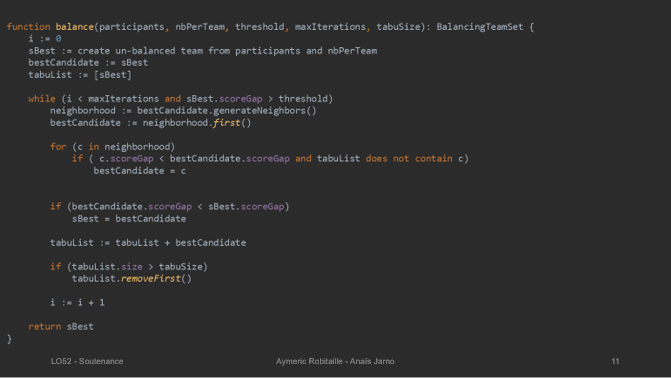 function balance(participants, nbPerTeam, threshold, maxIterations, tabuSize): BalancingTeamSet {
i := 0
sBest := create un-balanced team from participants and nbPerTeam
bestCandidate := sBest
tabuList := [sBest]
while (i < maxIterations and sBest.scoreGap > threshold)
neighborhood := bestCandidate.generateNeighbors()
bestCandidate := neighborhood.first()
for (c in neighborhood)
if ( c.scoreGap < bestCandidate.scoreGap and tabuList does not contain c)
bestCandidate = c
if (bestCandidate.scoreGap < sBest.scoreGap)
sBest = bestCandidate
tabuList := tabuList + bestCandidate
if (tabuList.size > tabuSize)
tabuList.removeFirst()
i := i + 1
return sBest
}
LO52 - Soutenance
Aymeric Robitaille - Anaïs Jarno
11